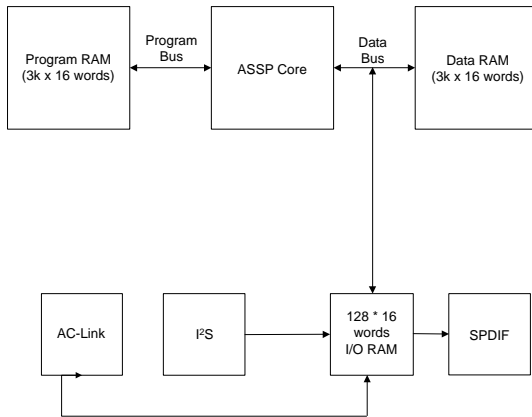 Program RAM
(3k x 16 words)
Program
Bus
ASSP Core
Data
Bus
Data RAM
(3k x 16 words)
AC-Link
I²S
128 * 16
words
I/O RAM
SPDIF